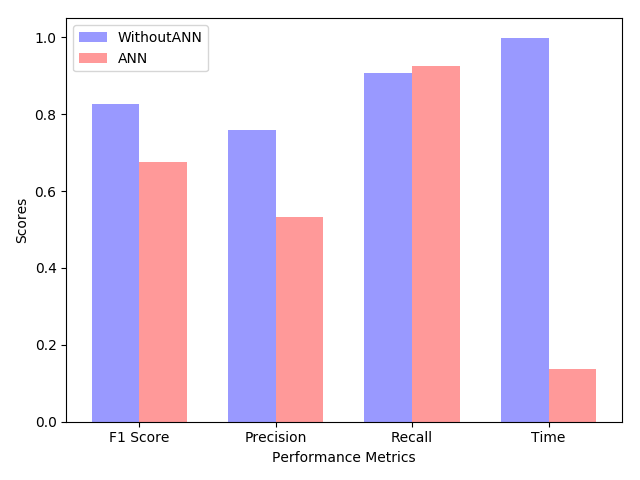 WithoutANN
ANN
1.0
0.8
0.6
0.4
0.2
0.0
Scores
F1 Score
Precision
Recall
Time
Performance Metrics